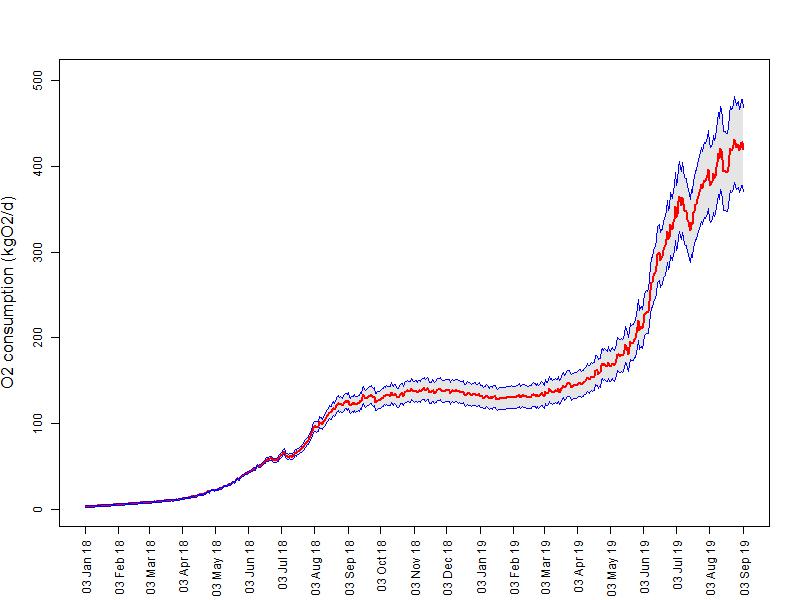 O2 consumption (kgO2/d)
500
400
300
200
100
0
03 Jan 18
03 Feb 18
03 Mar 18
03 Apr 18
03 May 18
03 Jun 18
03 Jul 18
03 Aug 18
03 Sep 18
03 Oct 18
03 Nov 18
03 Dec 18
03 Jan 19
03 Feb 19
03 Mar 19
03 Apr 19
03 May 19
03 Jun 19
03 Jul 19
03 Aug 19
03 Sep 19